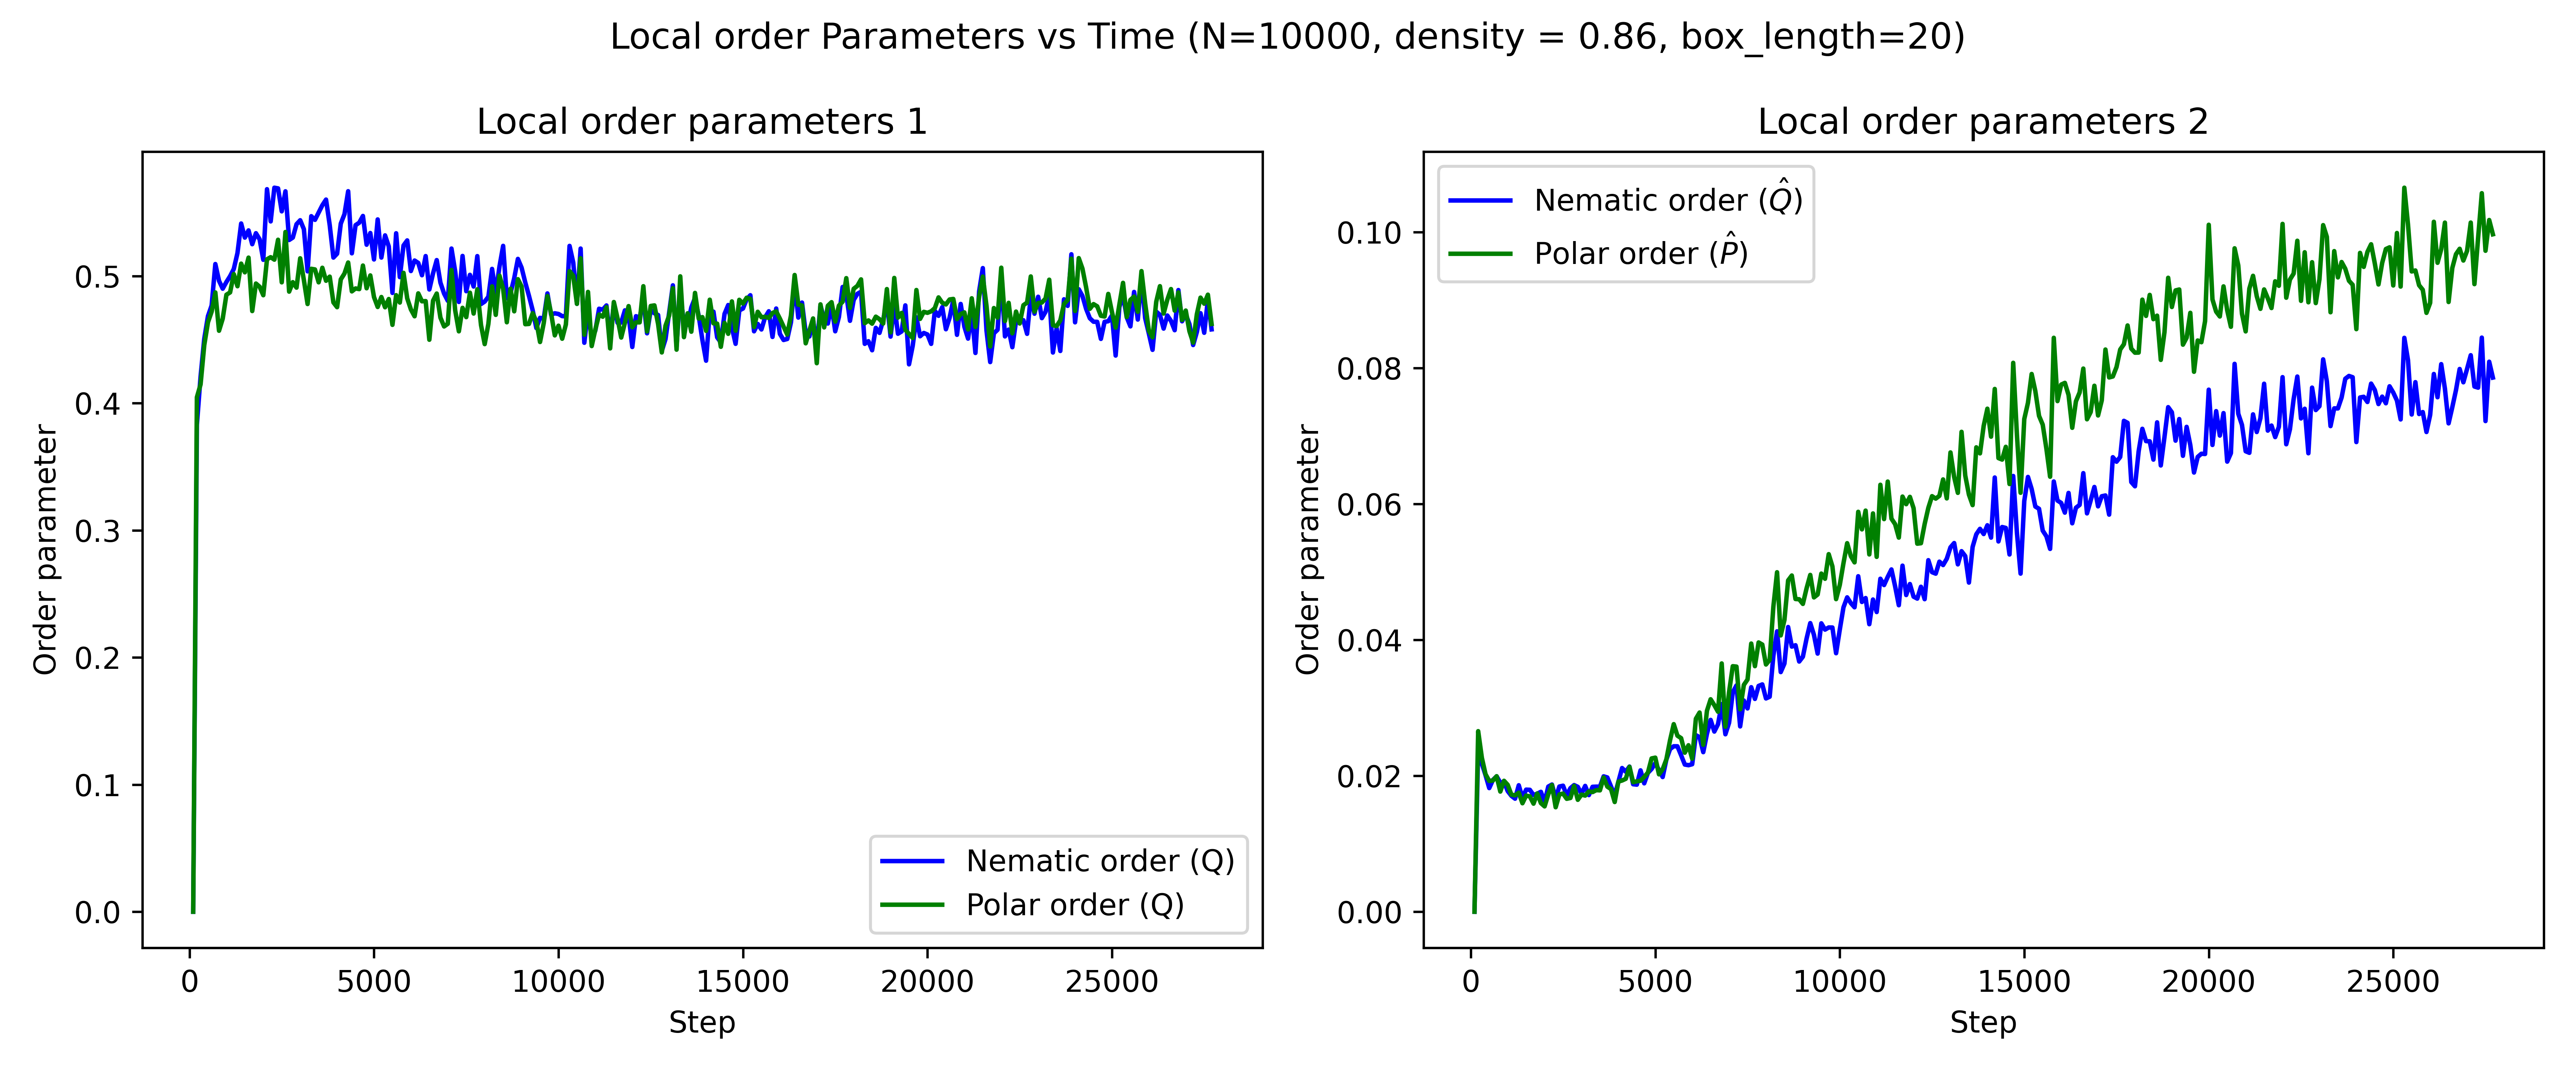 Local order Parameters vs Time (N=10000, density = 0.86, box_length=20)
Local order parameters 1
Order parameter
0.5
0.4
0.3
0.2
0.1
0.0
Nematic order (Q)
Polar order (Q)
0 5000 10000 15000 20000 25000
Step
Local order parameters 2
Order parameter
Nematic order (Q̂)
Polar order (P̂)
0.10
0.08
0.06
0.04
0.02
0.00
0 5000 10000 15000 20000 25000
Step